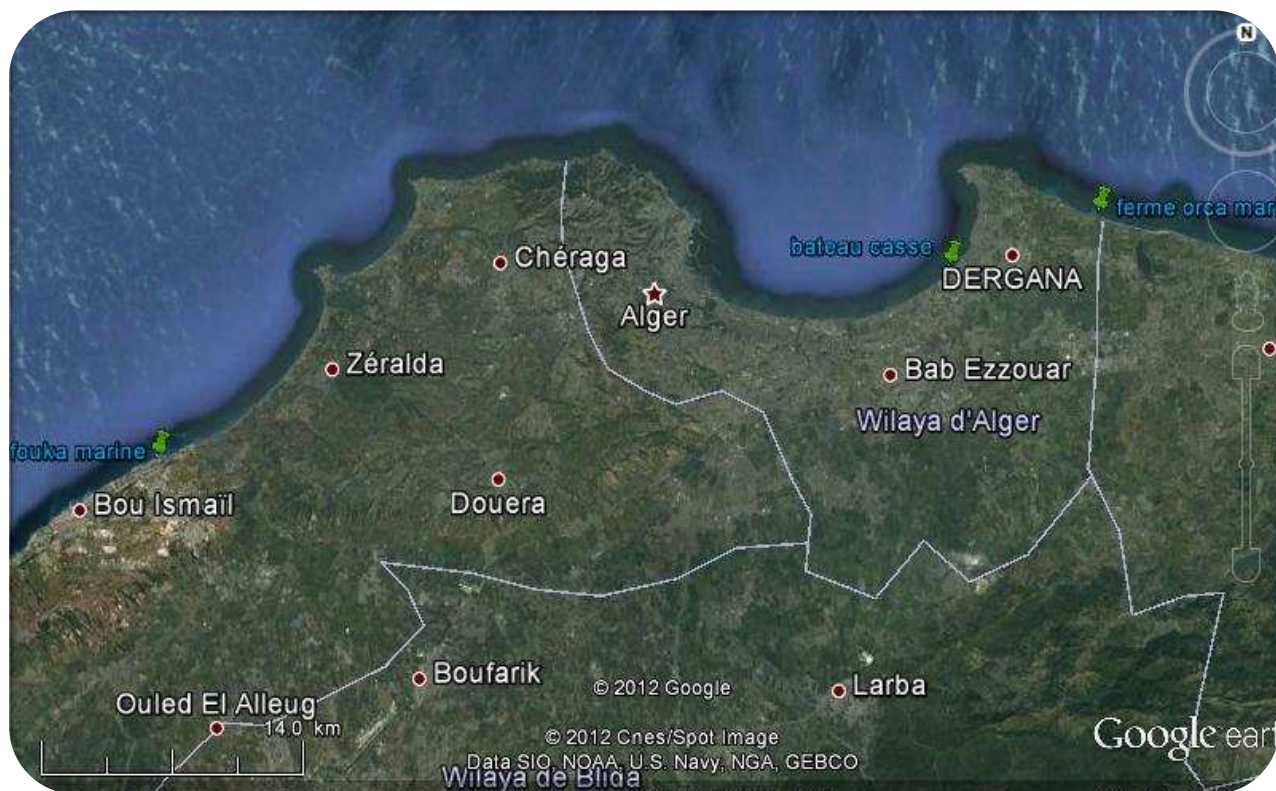 N
ferme orca mar
bateau casse
Chéraga
DERGANA
Alger
Zéralda
Bab Ezzouar
Wilaya d'Alger
fouka marine
Douera
Bou Ismaïl
Boufarik
© 2012 Google
Larba
Ouled El Alleug
14.0 km
© 2012 Cnes/Spot Image
Google eart
Data SIO, NOAA, U.S. Navy, NGA, GEBCO
Wilaya de Blida